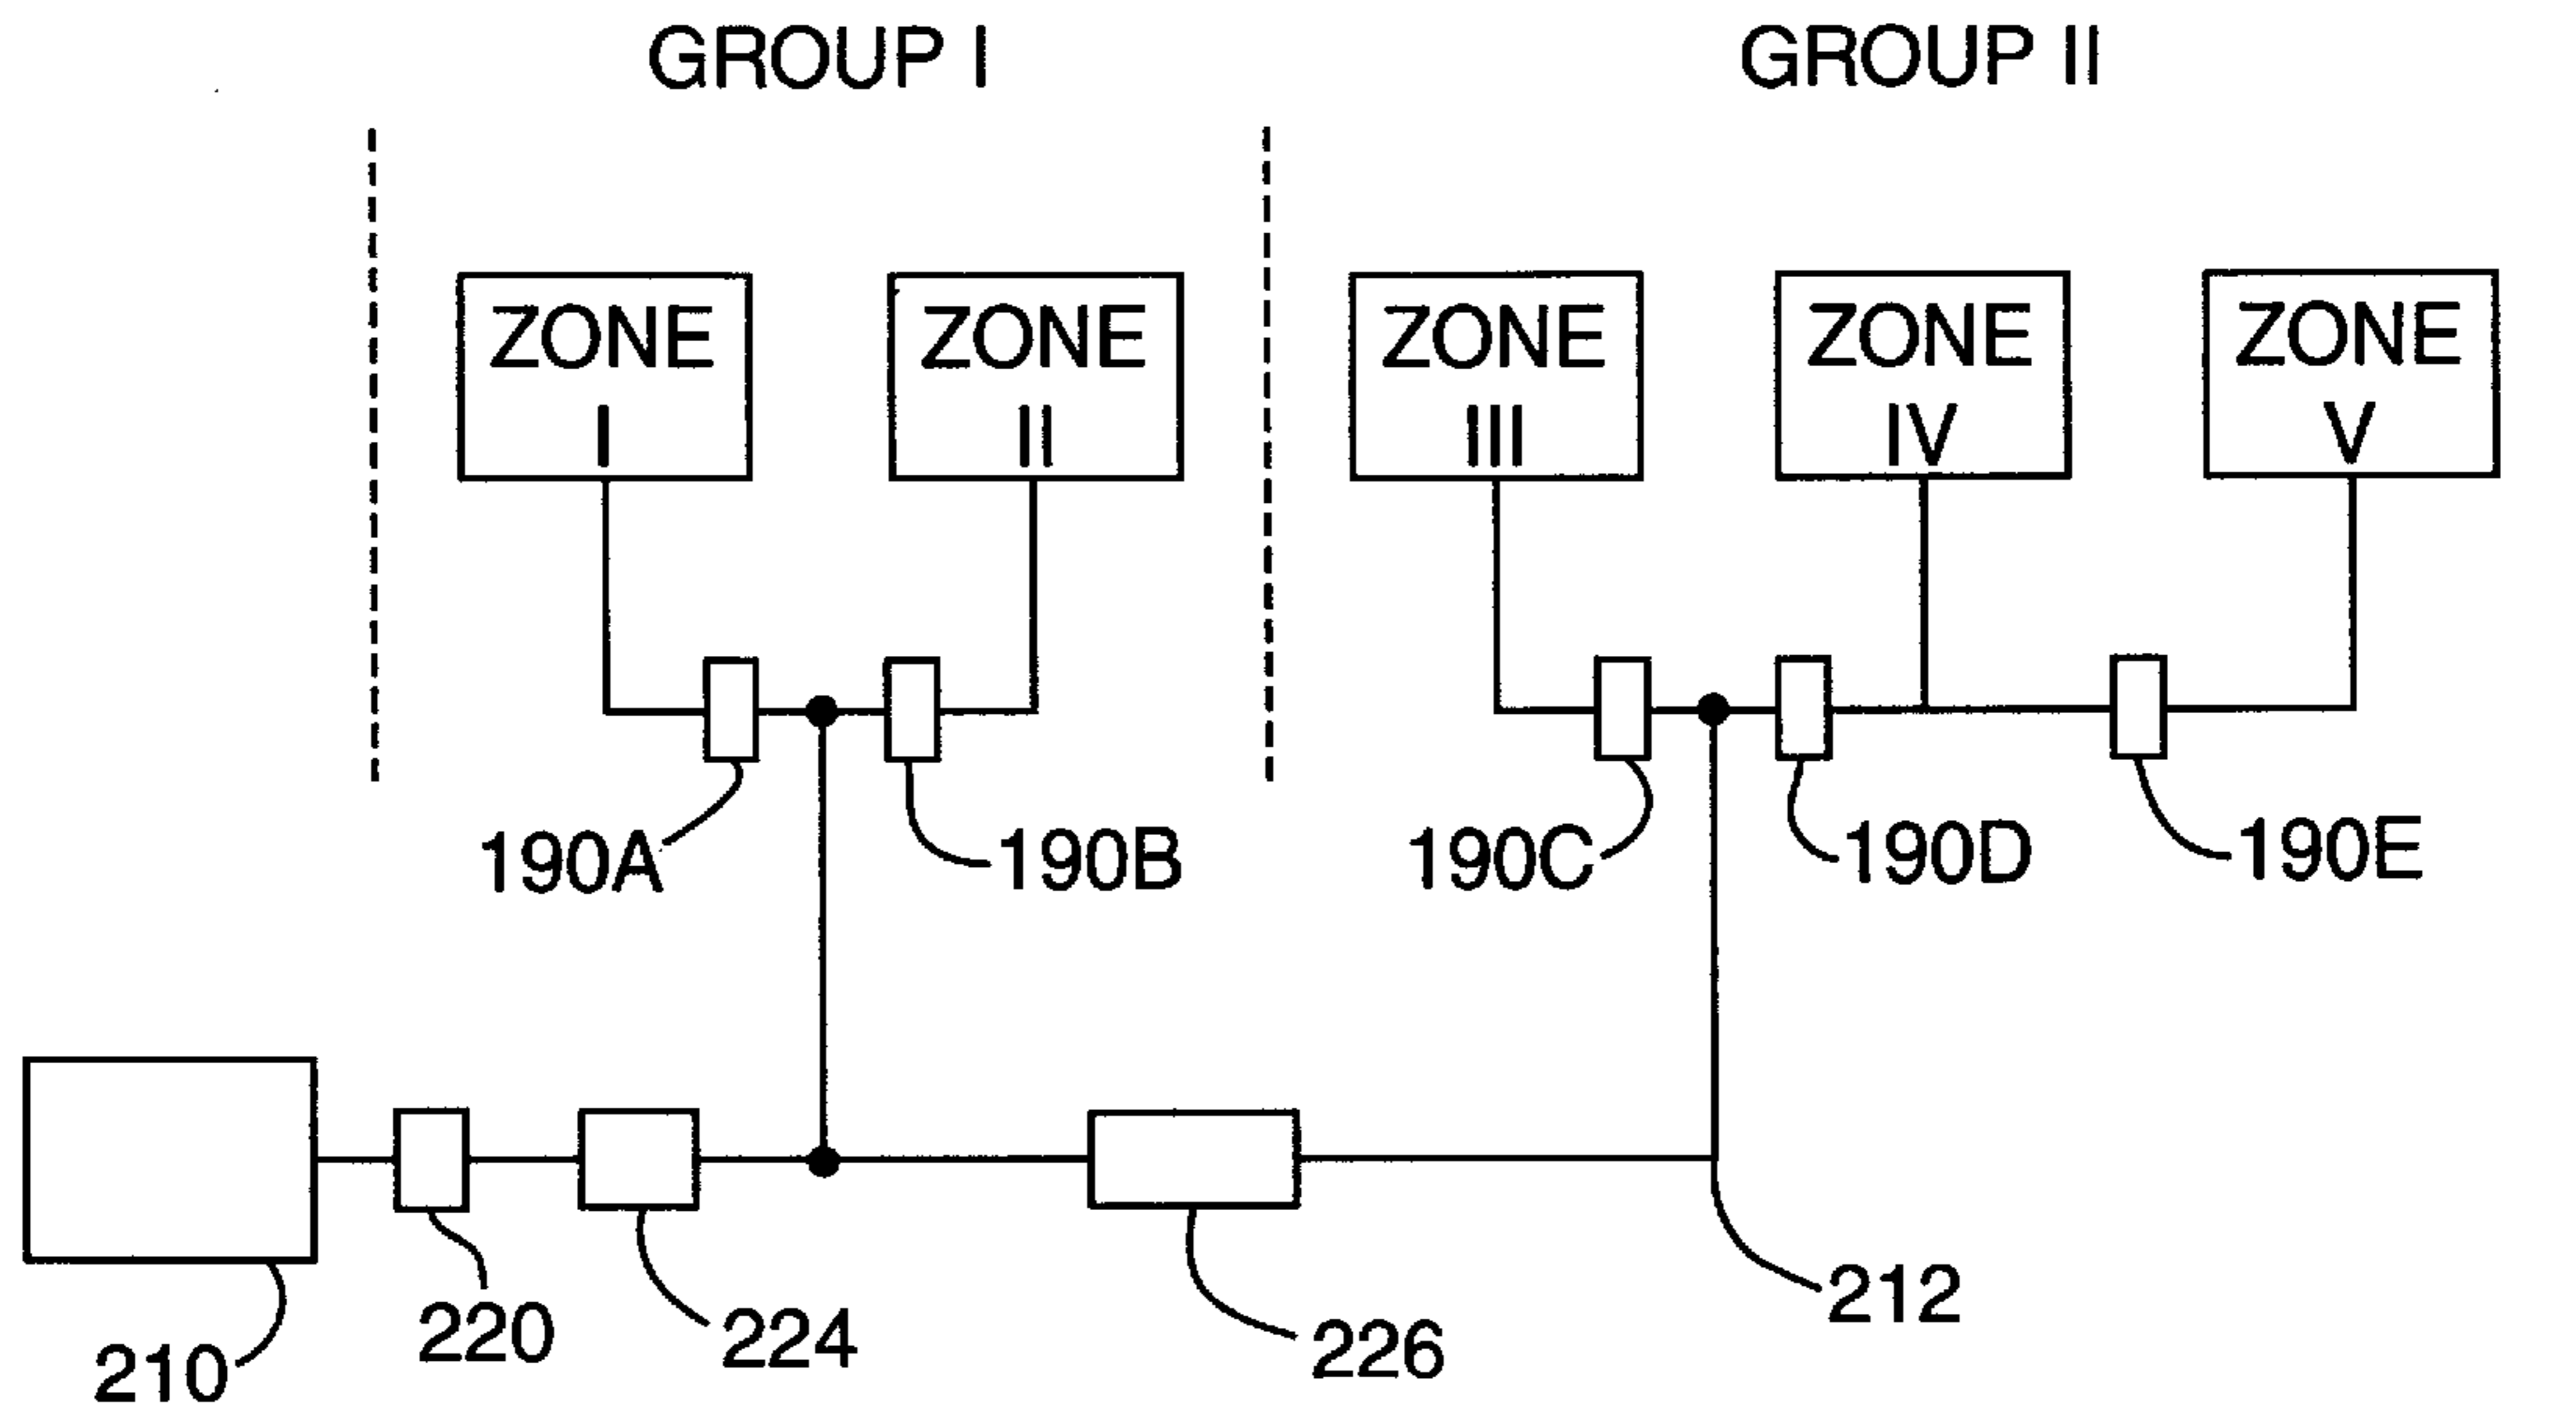 GROUP I
GROUP II
ZONE
I
ZONE
II
ZONE
III
ZONE
IV
ZONE
V
190A
190B
190C
190D
190E
210
220
224
226
212